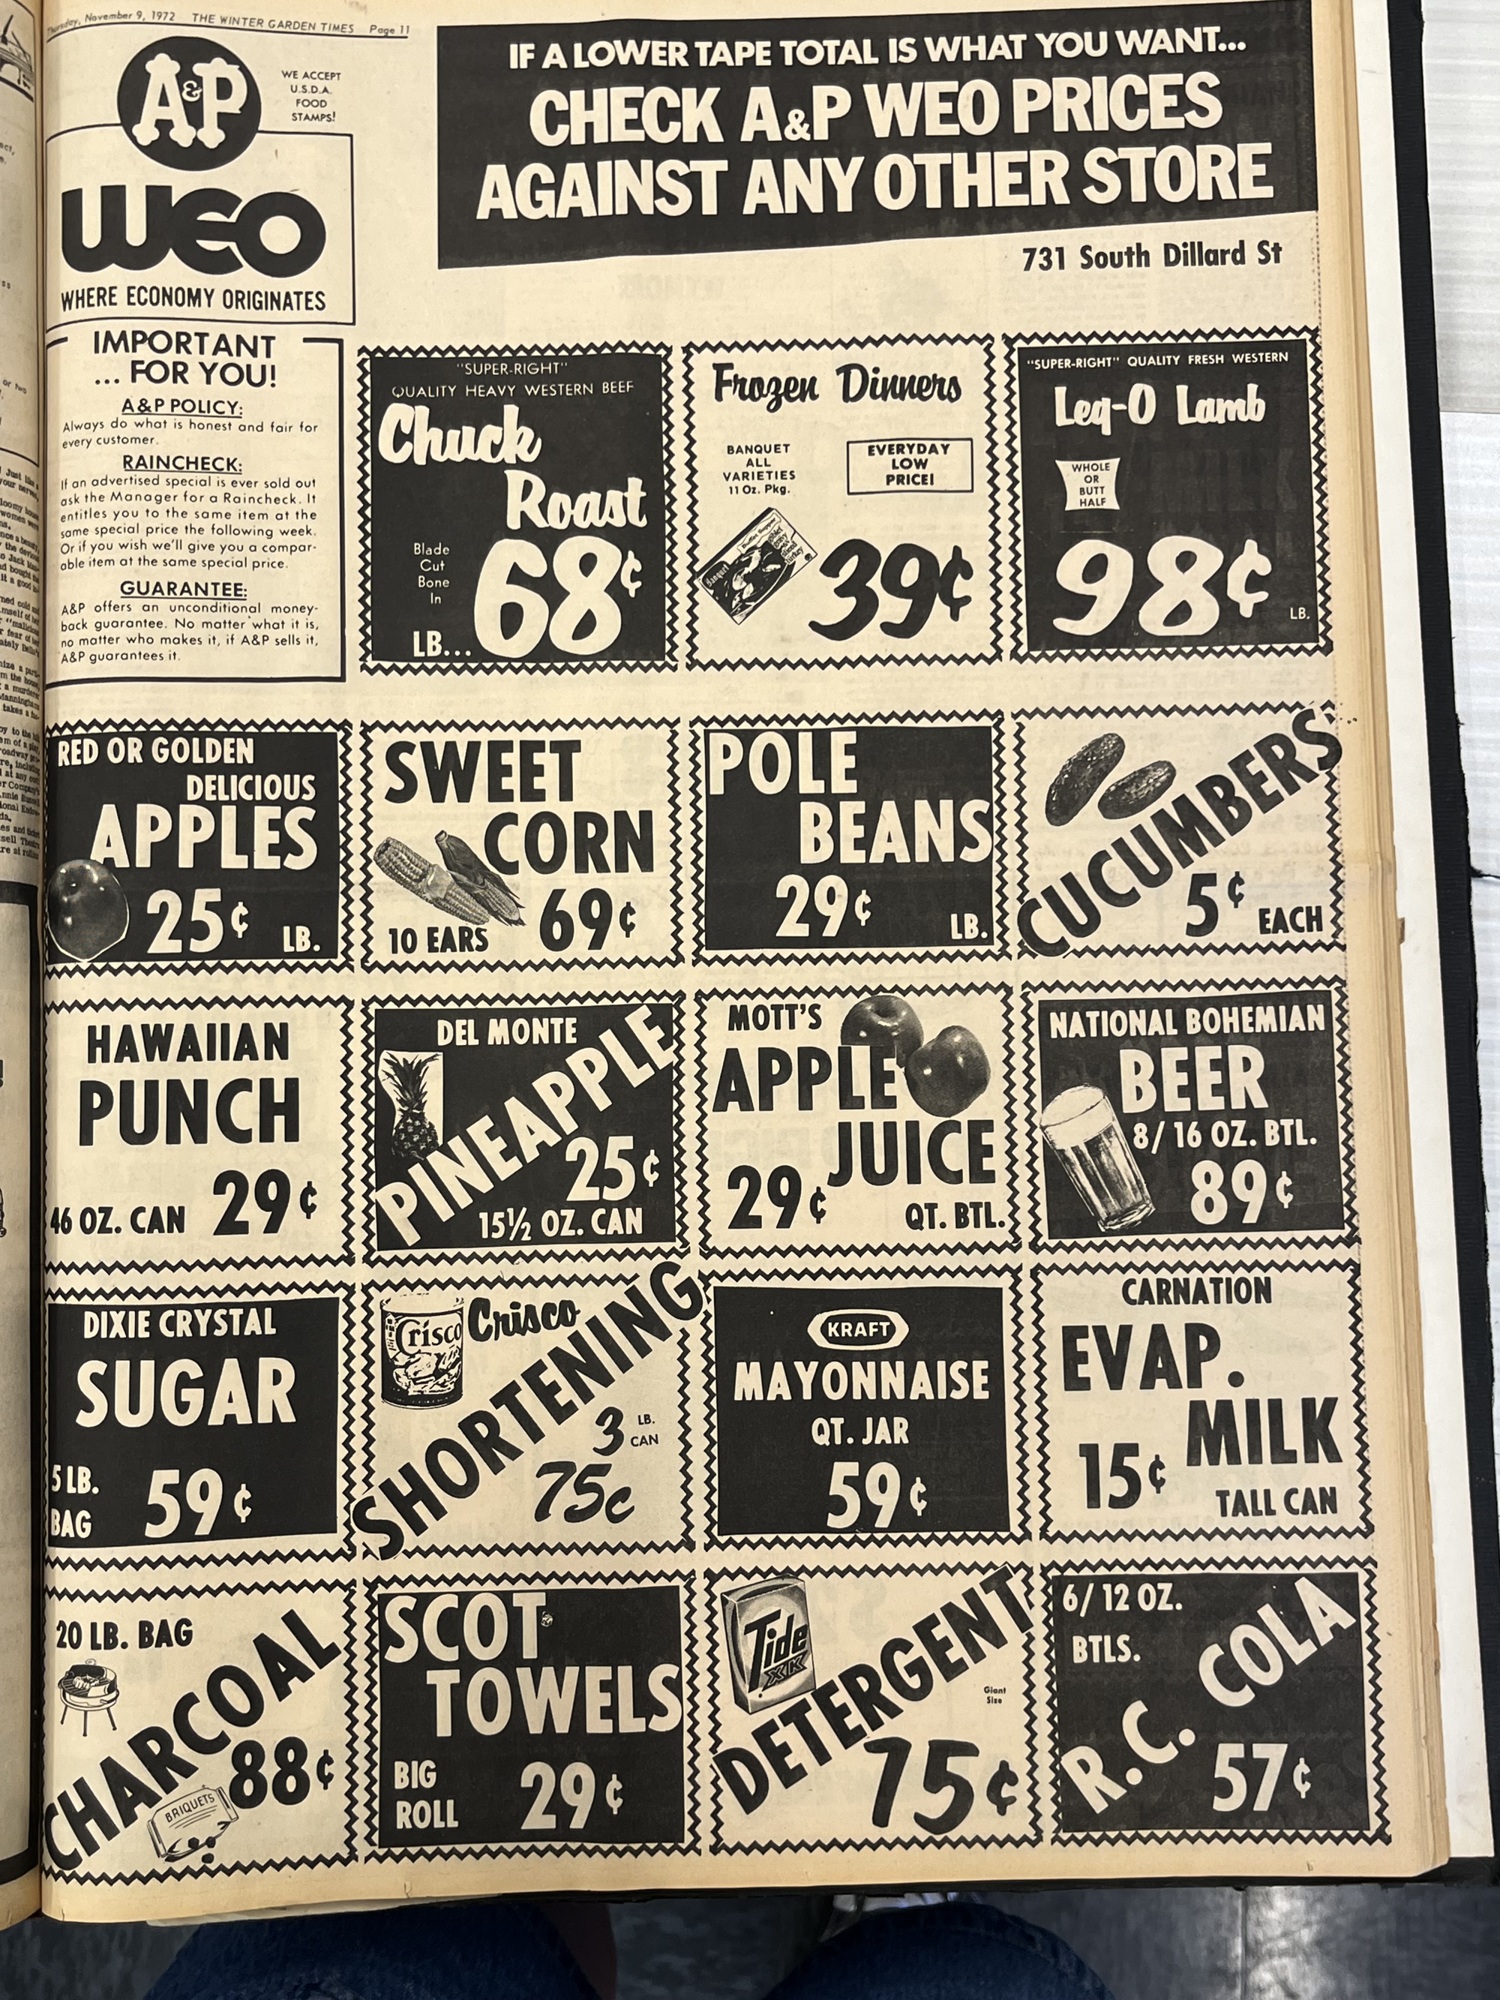 Thursday, November 9, 1972 THE WINTER GARDEN TIMES Page 11
A&P
WE ACCEPT
U.S.D.A.
FOOD
STAMPS!
WEO
WHERE ECONOMY ORIGINATES
IF A LOWER TAPE TOTAL IS WHAT YOU WANT...
CHECK A&P WEO PRICES
AGAINST ANY OTHER STORE
731 South Dillard St
IMPORTANT
... FOR YOU!
A&P POLICY:
Always do what is honest and fair for
every customer.
RAINCHECK:
If an advertised special is ever sold out
ask the Manager for a Raincheck. It
entitles you to the same item at the
same special price the following week.
Or if you wish we'll give you a compar-
able item at the same special price.
GUARANTEE:
A&P offers an unconditional money-
back guarantee. No matter what it is,
no matter who makes it, if A&P sells it,
A&P guarantees it.
"SUPER-RIGHT"
QUALITY HEAVY WESTERN BEEF
Chuck
Roast
Blade
Cut
Bone
In
LB... 68¢
Frozen Dinners
BANQUET
ALL
VARIETIES
11 Oz. Pkg.
EVERYDAY
LOW
PRICE!
Banquet
39¢
"SUPER-RIGHT" QUALITY FRESH WESTERN
Leg-O Lamb
WHOLE
OR
BUTT
HALF
98¢ LB.
RED OR GOLDEN
DELICIOUS
APPLES
25¢ LB.
SWEET
CORN
10 EARS 69¢
POLE
BEANS
29¢ LB.
CUCUMBERS
5¢ EACH
HAWAIIAN
PUNCH
46 OZ. CAN 29¢
DEL MONTE
PINEAPPLE
25¢
15½ OZ. CAN
MOTT'S
APPLE
JUICE
29¢ QT. BTL.
NATIONAL BOHEMIAN
BEER
8/16 OZ. BTL.
89¢
DIXIE CRYSTAL
SUGAR
5 LB.
BAG 59¢
Crisco Crisco
SHORTENING
3 LB.
CAN
75c
KRAFT
MAYONNAISE
QT. JAR
59¢
CARNATION
EVAP.
MILK
15¢
TALL CAN
20 LB. BAG
CHARCOAL
88¢
BRIQUETS
SCOT
TOWELS
BIG
ROLL 29¢
Tide
XK
DETERGENT
Giant
Size
75¢
6/12 OZ.
BTLS.
R.C. COLA
57¢